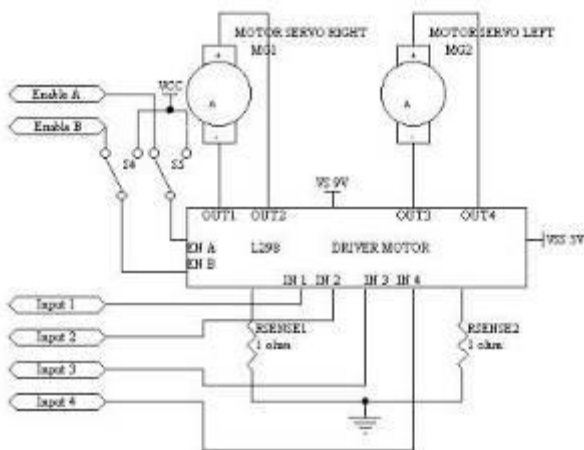 MOTOR SERVO RIGHT
MG1
MOTOR SERVO LEFT
MG2
+
+
A
A
-
-
VCC
Enable A
Enable B
S4
S5
VS 9V
OUT1 OUT2
OUT3 OUT4
VSS 5V
EN A
EN B
L298
DRIVER MOTOR
IN 1 IN 2 IN 3 IN 4
Input 1
Input 2
Input 3
Input 4
RSENSE1
1 ohm
RSENSE2
1 ohm